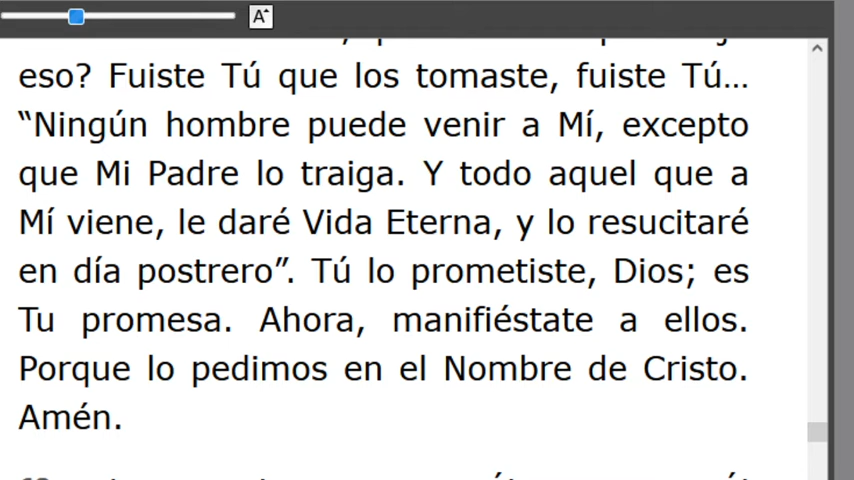 A
eso? Fuiste Tú que los tomaste, fuiste Tú…
“Ningún hombre puede venir a Mí, excepto
que Mi Padre lo traiga. Y todo aquel que a
Mí viene, le daré Vida Eterna, y lo resucitaré
en día postrero”. Tú lo prometiste, Dios; es
Tu promesa. Ahora, manifiéstate a ellos.
Porque lo pedimos en el Nombre de Cristo.
Amén.